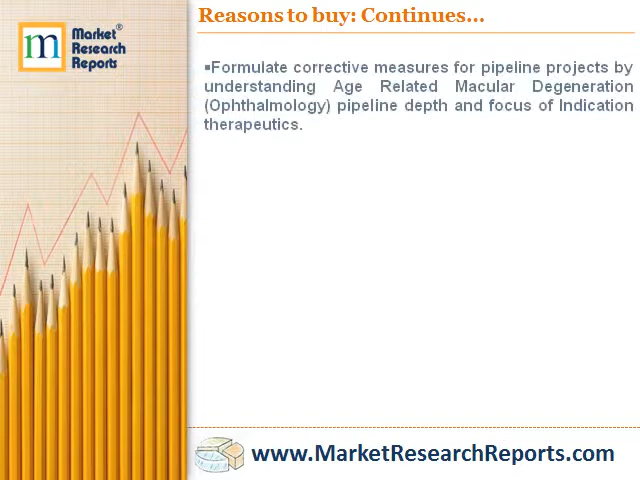 Reasons to buy: Continues...
m
Market®
Research
Reports
▪Formulate corrective measures for pipeline projects by
understanding Age Related Macular Degeneration
(Ophthalmology) pipeline depth and focus of Indication
therapeutics.
www.MarketResearchReports.com